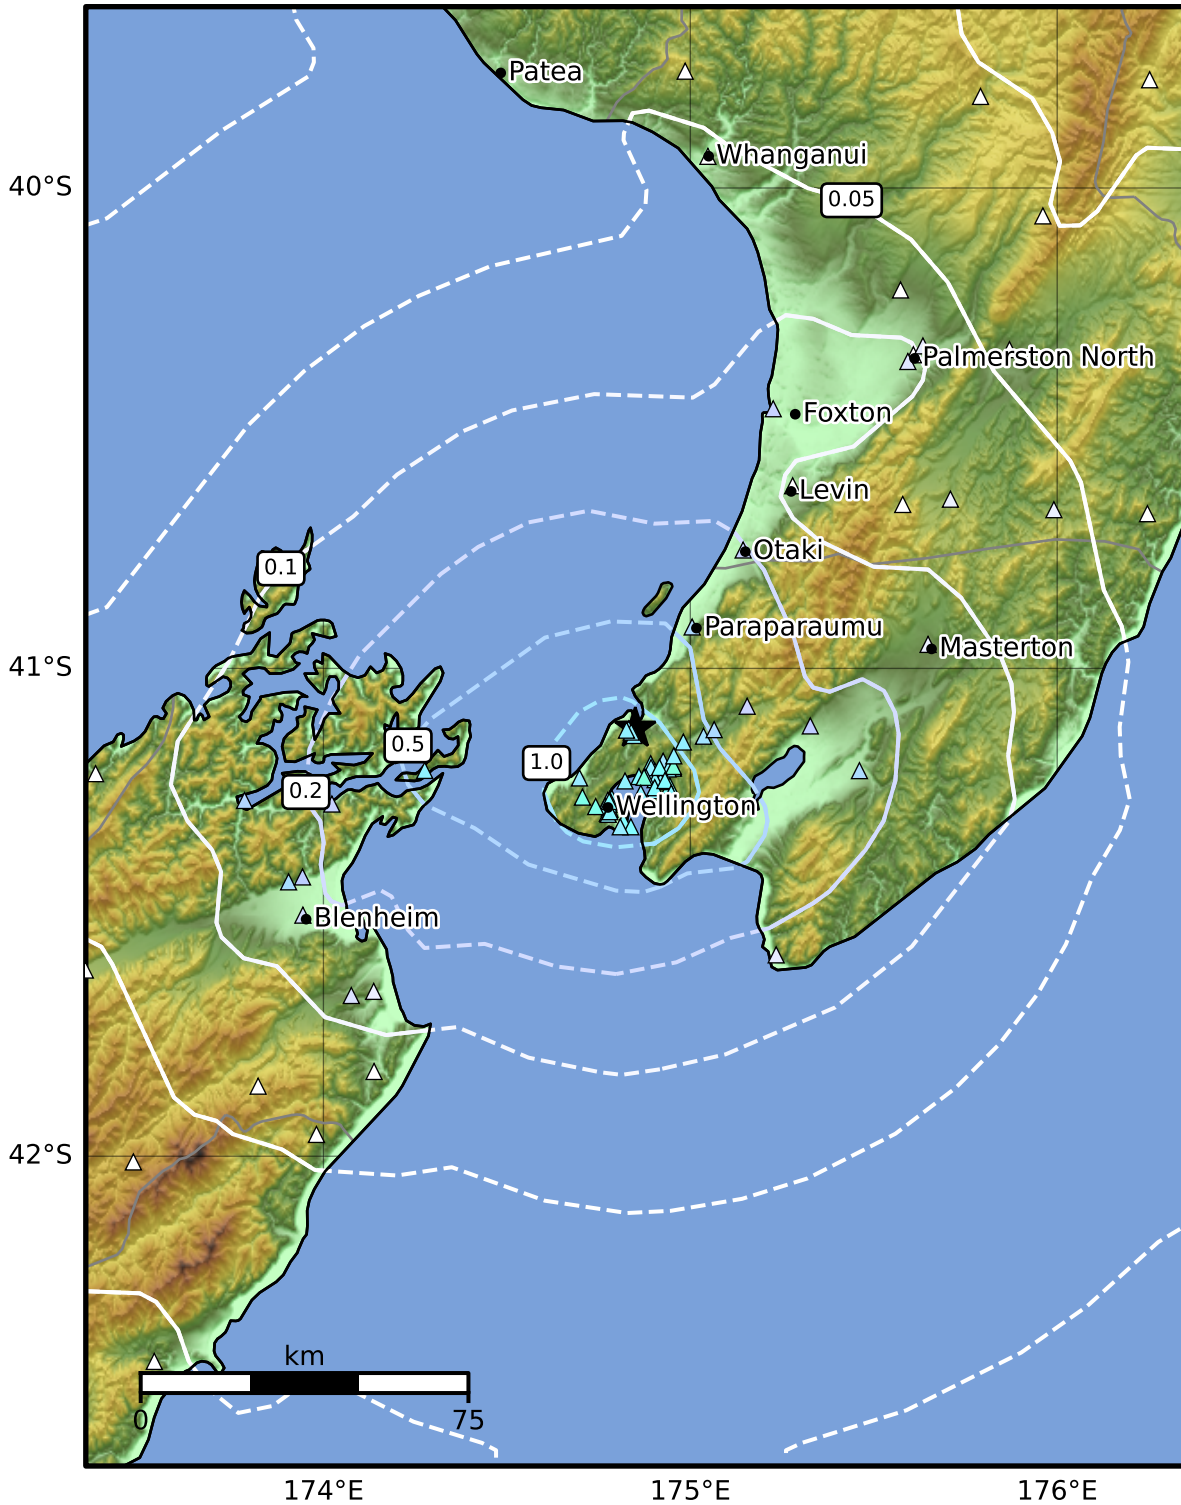 Patea
Whanganui
40°S
0.05
Palmerston North
Foxton
Levin
Otaki
0.1
Paraparaumu
Masterton
41°S
0.5
1.0
0.2
Wellington
Blenheim
42°S
km
0
75
174°E
175°E
176°E